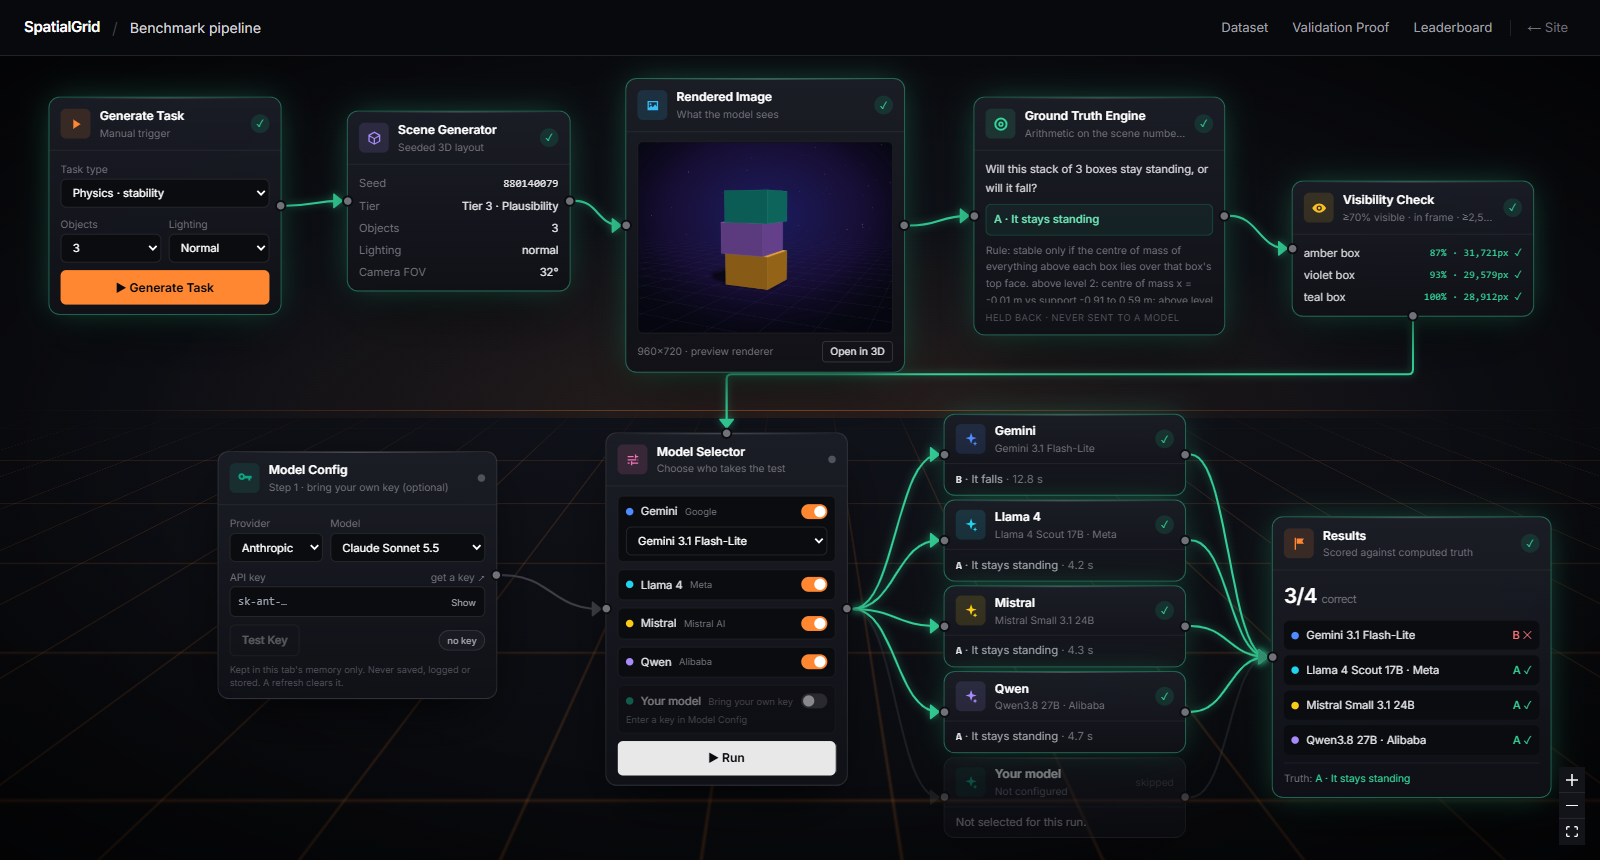 SpatialGrid / Benchmark pipeline
Dataset Validation Proof Leaderboard ← Site
Generate Task ✓
Manual trigger
Task type
Physics · stability
Objects Lighting
3 Normal
▶ Generate Task
Scene Generator ✓
Seeded 3D layout
Seed 880140079
Tier Tier 3 · Plausibility
Objects 3
Lighting normal
Camera FOV 32°
Rendered Image ✓
What the model sees
960×720 · preview renderer Open in 3D
Ground Truth Engine ✓
Arithmetic on the scene numbe...
Will this stack of 3 boxes stay standing, or
will it fall?
A · It stays standing
Rule: stable only if the centre of mass of
everything above each box lies over that box's
top face. above level 2: centre of mass x =
-0.01 m vs support -0.91 to 0.59 m; above level
HELD BACK · NEVER SENT TO A MODEL
Visibility Check ✓
≥70% visible · in frame · ≥2,5...
amber box 87% · 31,721px ✓
violet box 93% · 29,579px ✓
teal box 100% · 28,912px ✓
Model Config
Step 1 · bring your own key (optional)
Provider Model
Anthropic Claude Sonnet 5.5
API key get a key ↗
sk-ant-… Show
Test Key no key
Kept in this tab's memory only. Never saved, logged or
stored. A refresh clears it.
Model Selector
Choose who takes the test
Gemini Google
Gemini 3.1 Flash-Lite
Llama 4 Meta
Mistral Mistral AI
Qwen Alibaba
Your model Bring your own key
Enter a key in Model Config
▶ Run
Gemini ✓
Gemini 3.1 Flash-Lite
B · It falls · 12.8 s
Llama 4 ✓
Llama 4 Scout 17B · Meta
A · It stays standing · 4.2 s
Mistral ✓
Mistral Small 3.1 24B
A · It stays standing · 4.3 s
Qwen ✓
Qwen3.8 27B · Alibaba
A · It stays standing · 4.7 s
Your model skipped
Not configured
Not selected for this run.
Results ✓
Scored against computed truth
3/4 correct
Gemini 3.1 Flash-Lite B ✕
Llama 4 Scout 17B · Meta A ✓
Mistral Small 3.1 24B A ✓
Qwen3.8 27B · Alibaba A ✓
Truth: A · It stays standing